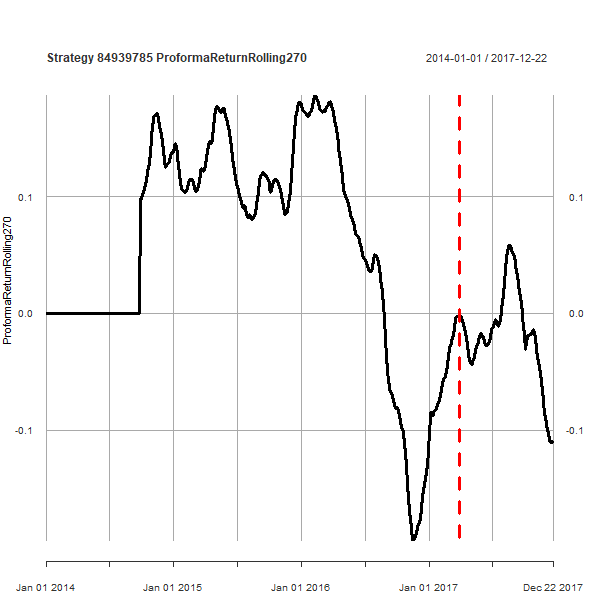 Strategy 84939785 ProformaReturnRolling270
2014-01-01 / 2017-12-22
ProformaReturnRolling270
0.1
0.1
0.0
0.0
-0.1
-0.1
Jan 01 2014
Jan 01 2015
Jan 01 2016
Jan 01 2017
Dec 22 2017